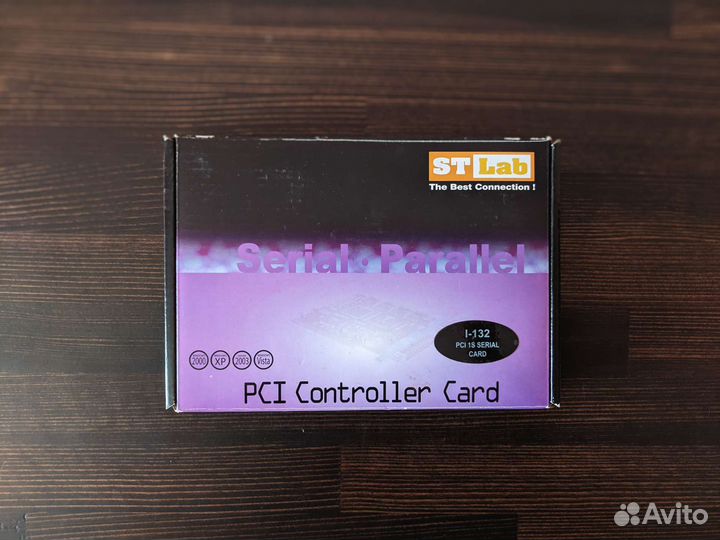 ST Lab
The Best Connection !
Serial · Parallel
I-132
PCI 1S SERIAL
CARD
2000 XP 2003 Vista
PCI Controller Card
Avito